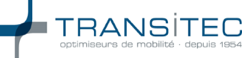 TRANSiTEC
optimiseurs de mobilité · depuis 1954